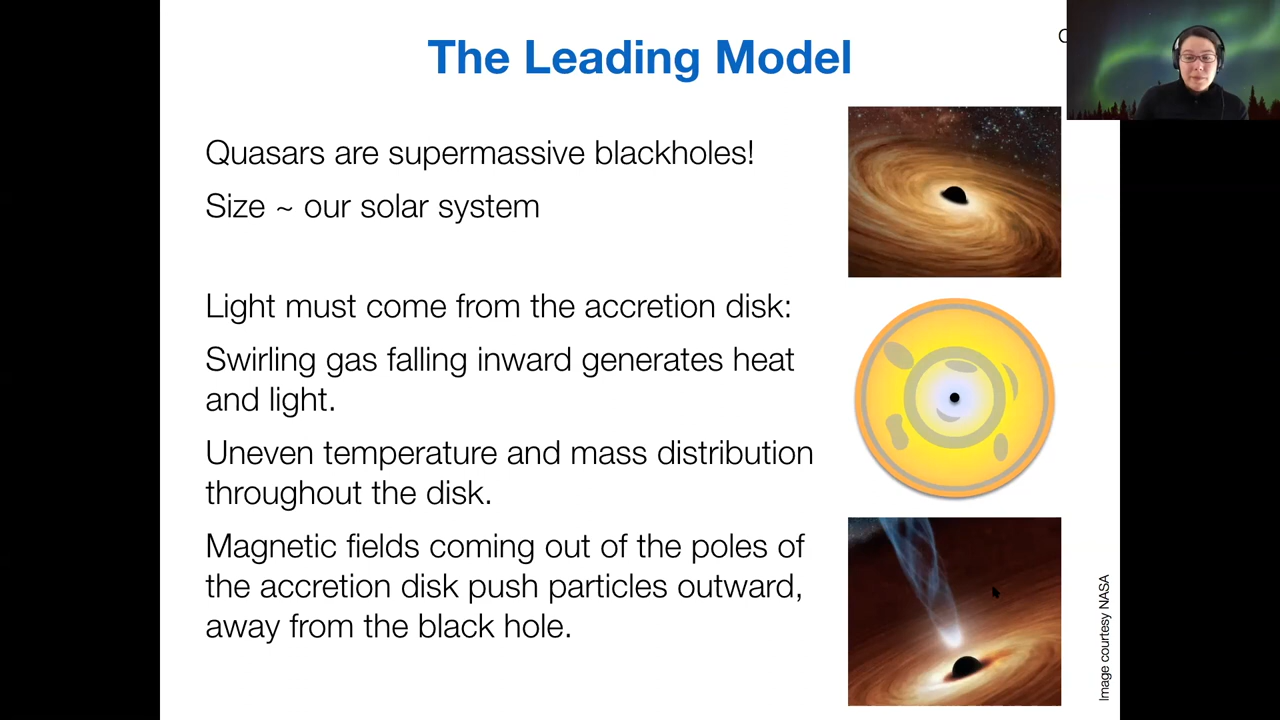 The Leading Model
Quasars are supermassive blackholes!
Size ~ our solar system
Light must come from the accretion disk:
Swirling gas falling inward generates heat
and light.
Uneven temperature and mass distribution
throughout the disk.
Magnetic fields coming out of the poles of
the accretion disk push particles outward,
away from the black hole.
Image courtesy NASA